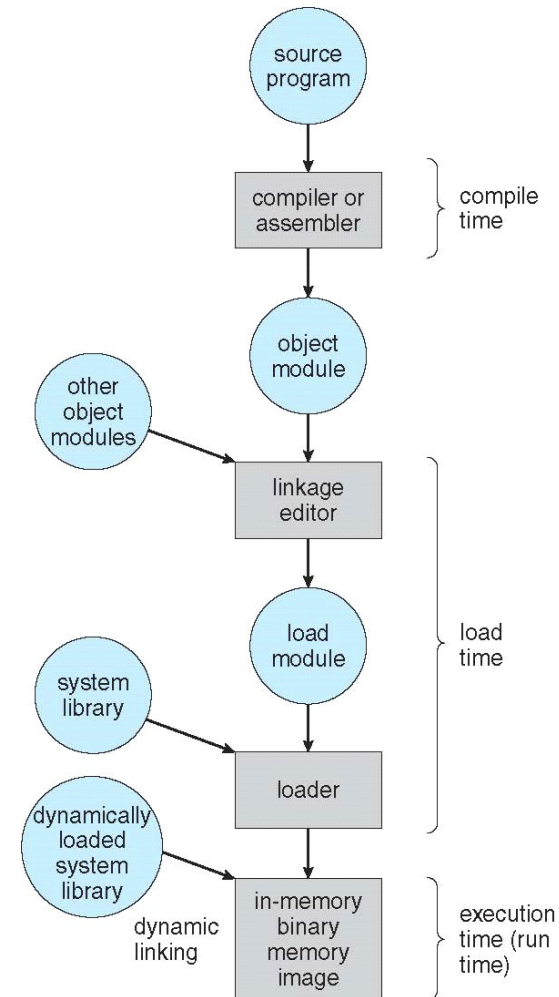 source
program
compiler or
assembler
compile
time
object
module
other
object
modules
linkage
editor
load
module
load
time
system
library
loader
dynamically
loaded
system
library
dynamic
linking
in-memory
binary
memory
image
execution
time (run
time)